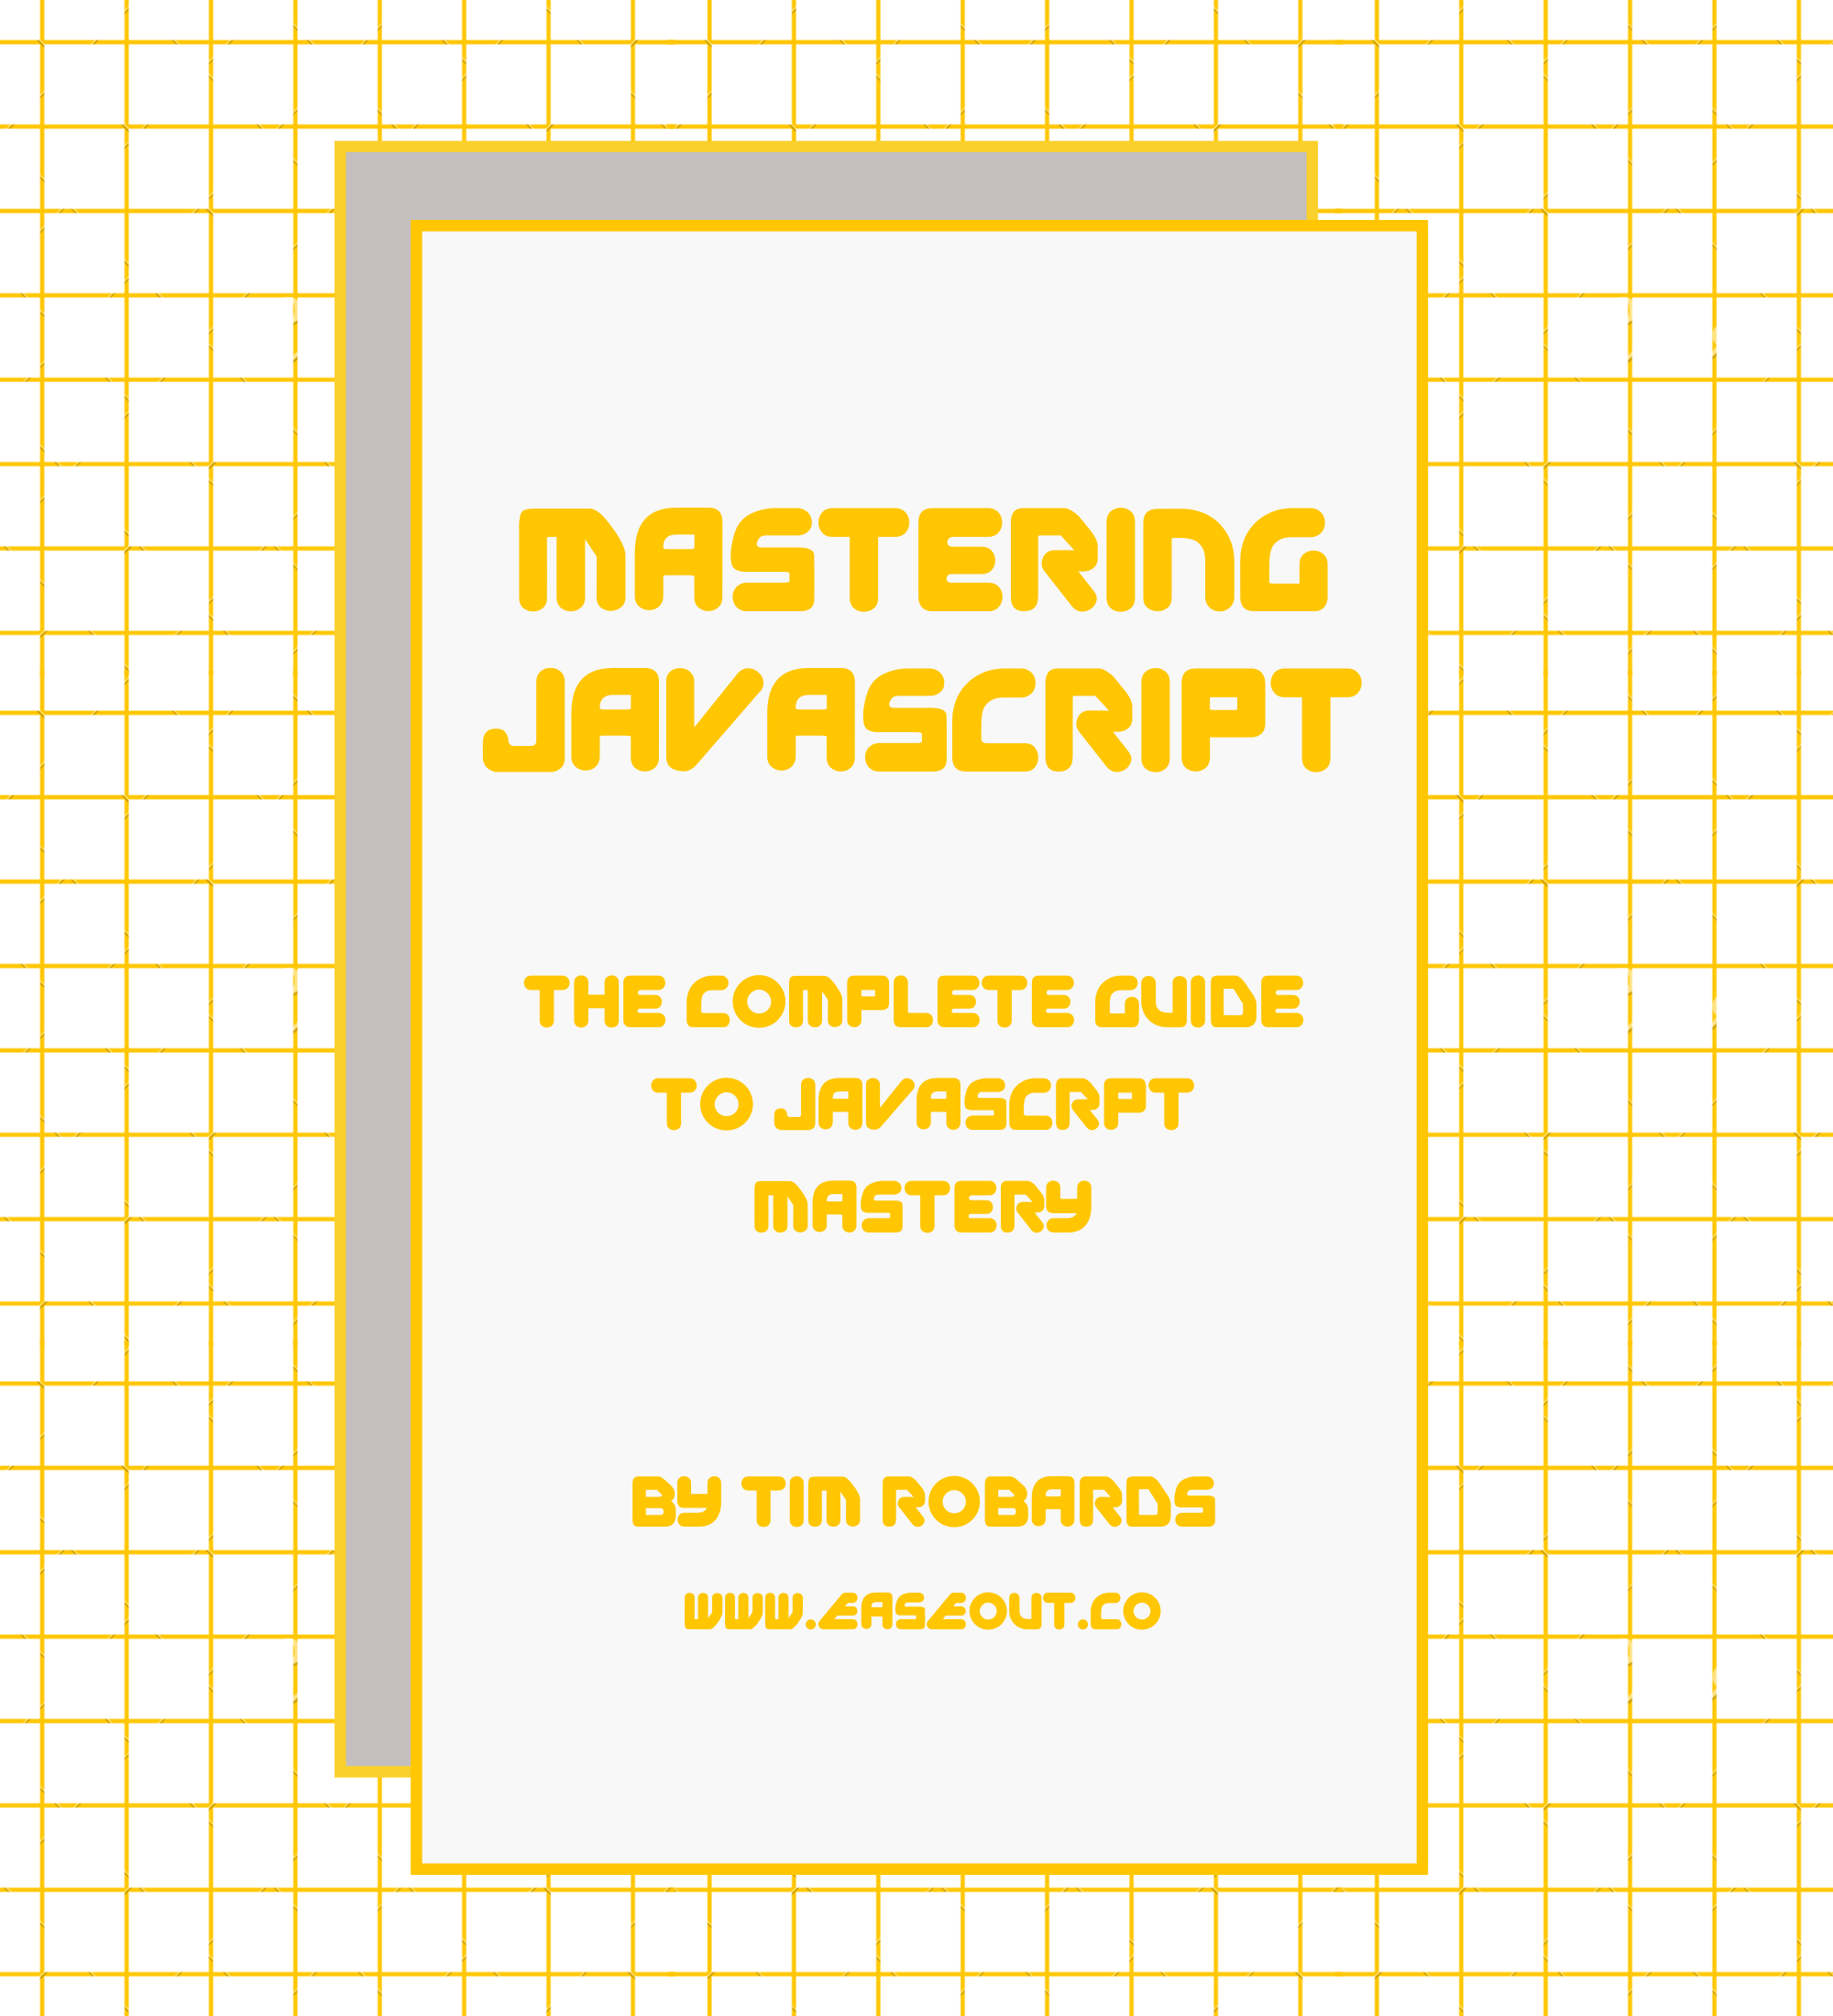 MASTERING
JAVASCRIPT
THE COMPLETE GUIDE
TO JAVASCRPT
MASTERY
BY TIM ROBARDS
WWW.EASEOUT.CO